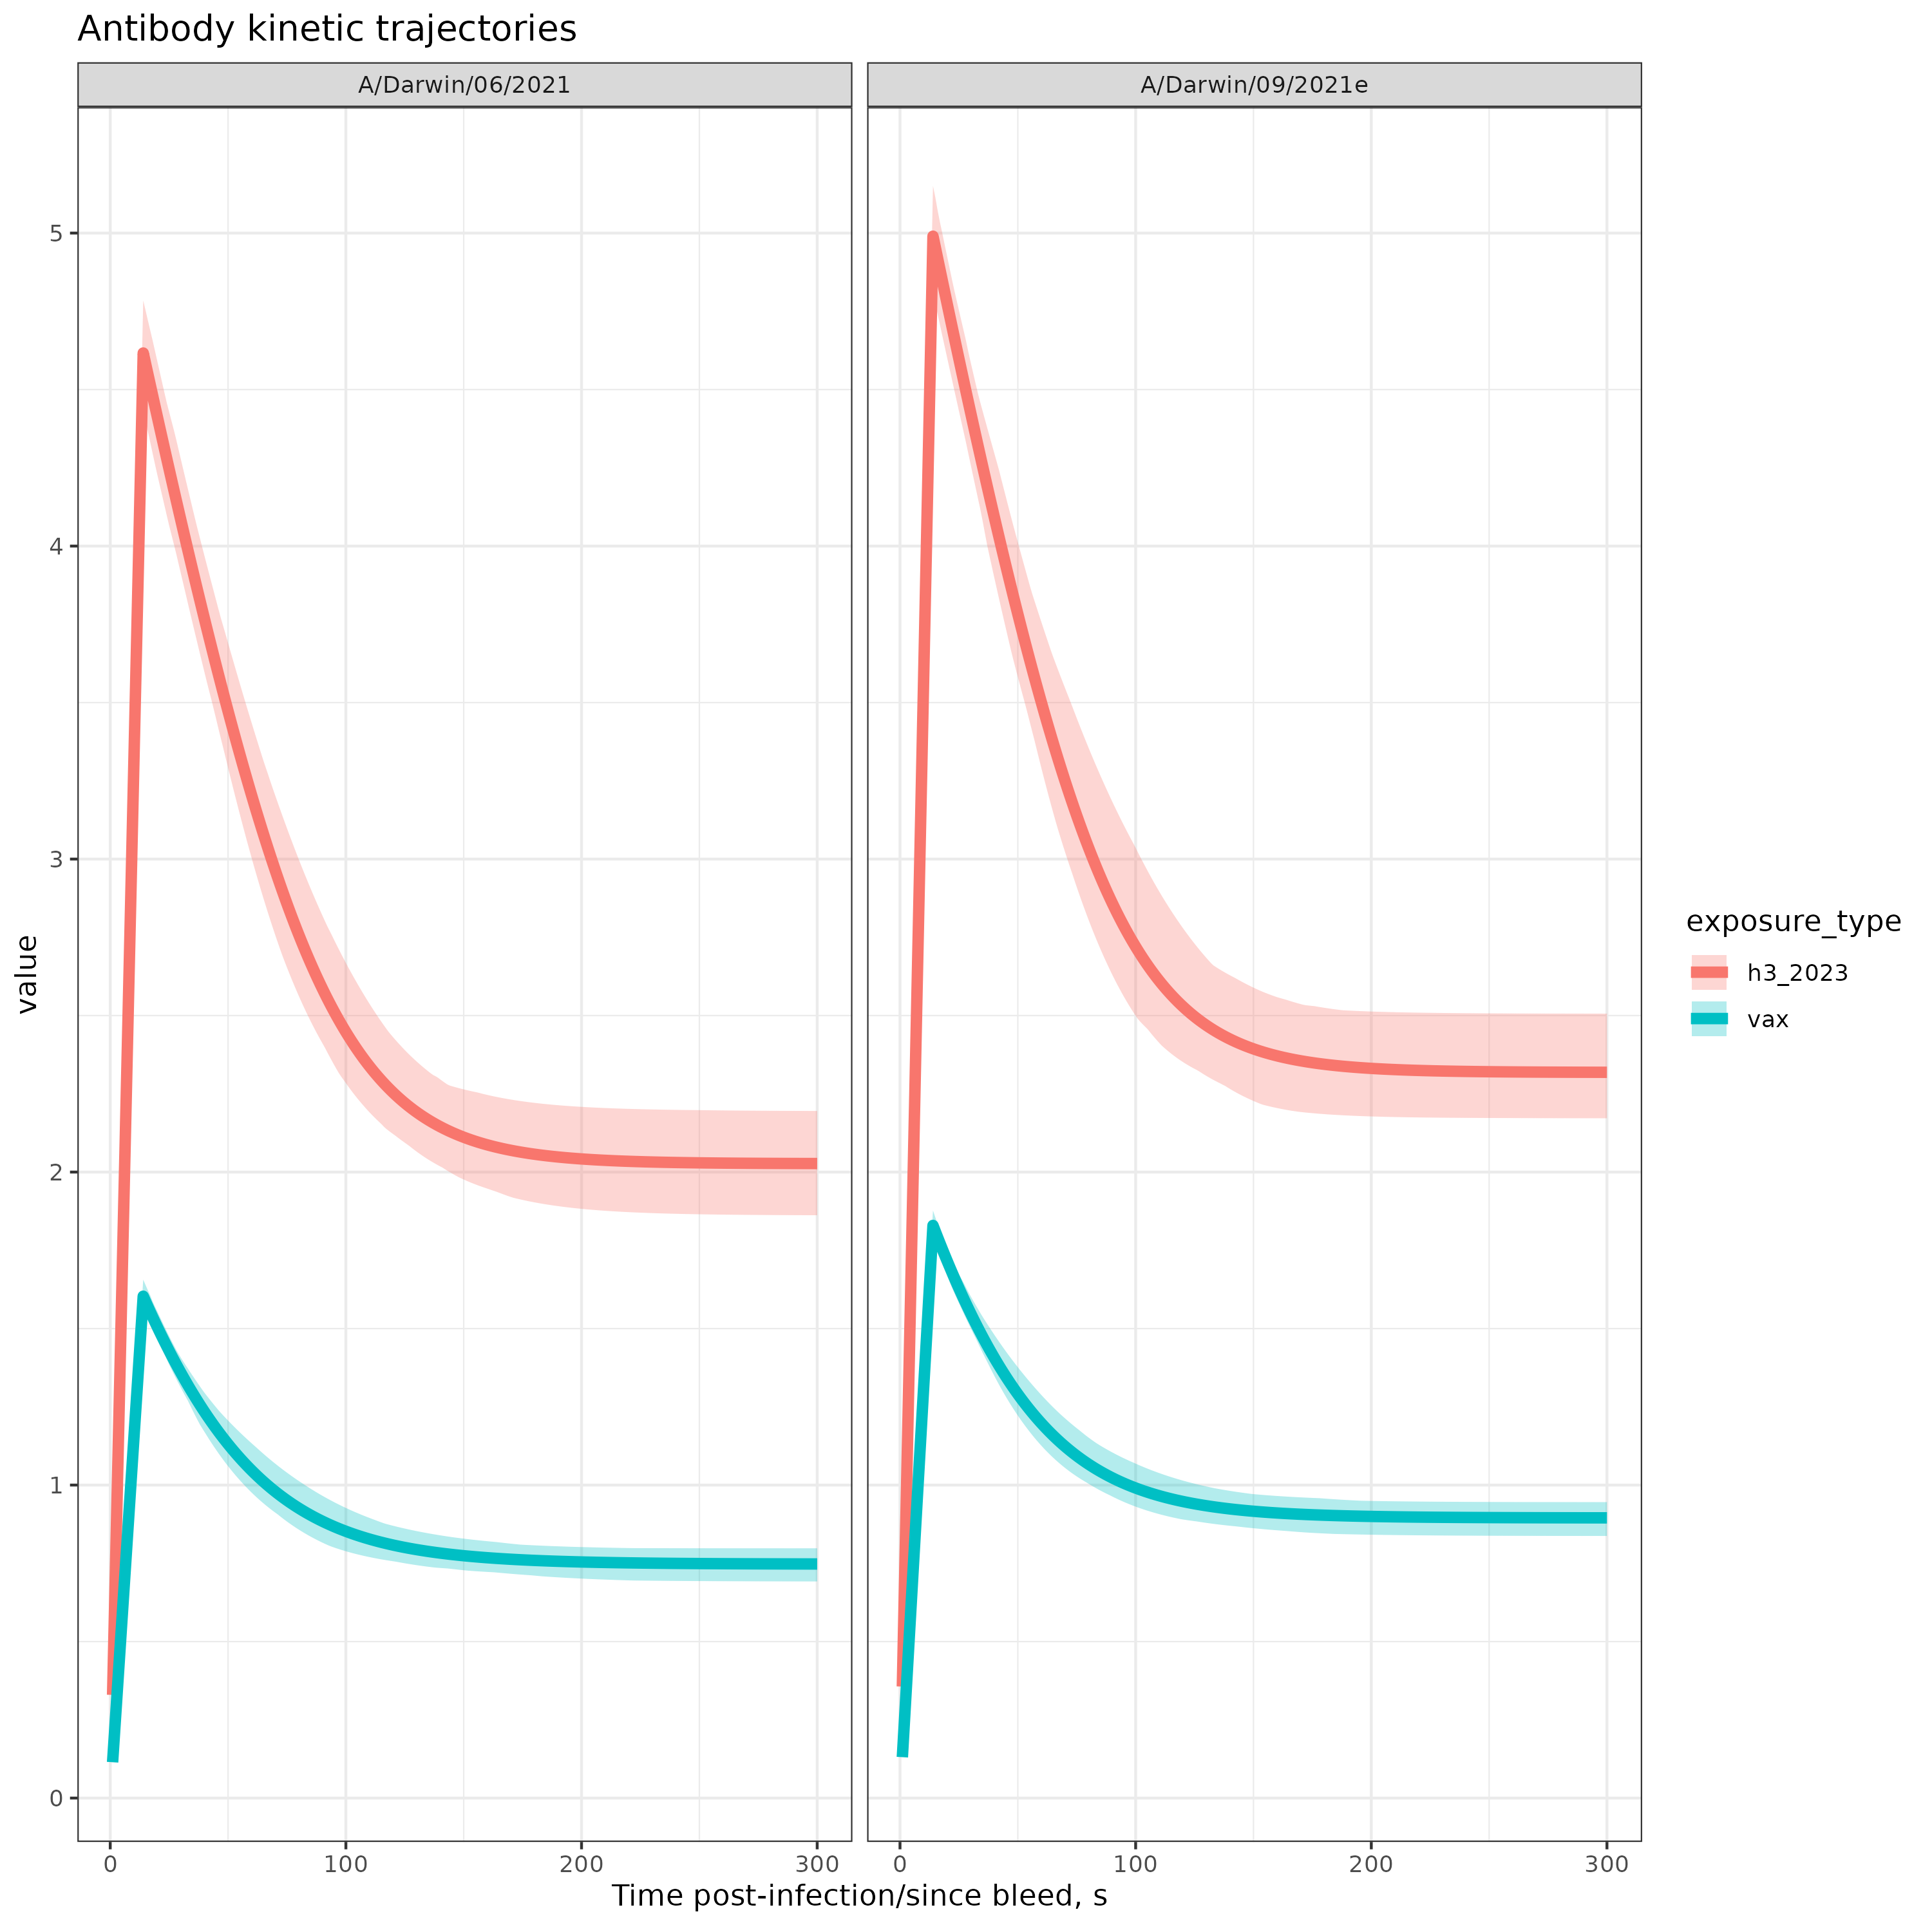 Antibody kinetic trajectories
A/Darwin/06/2021
A/Darwin/09/2021e
value
5
4
3
2
1
0
0 100 200 300
0 100 200 300
Time post-infection/since bleed, s
exposure_type
h3_2023
vax